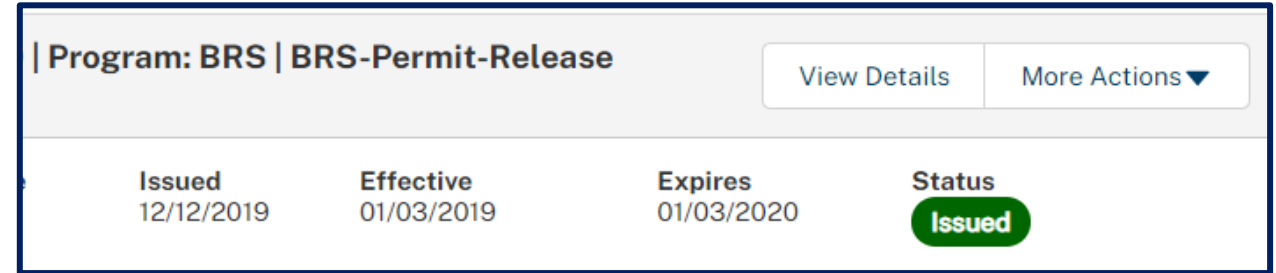 | Program: BRS | BRS-Permit-Release
View Details More Actions
Issued Effective Expires Status
12/12/2019 01/03/2019 01/03/2020 Issued